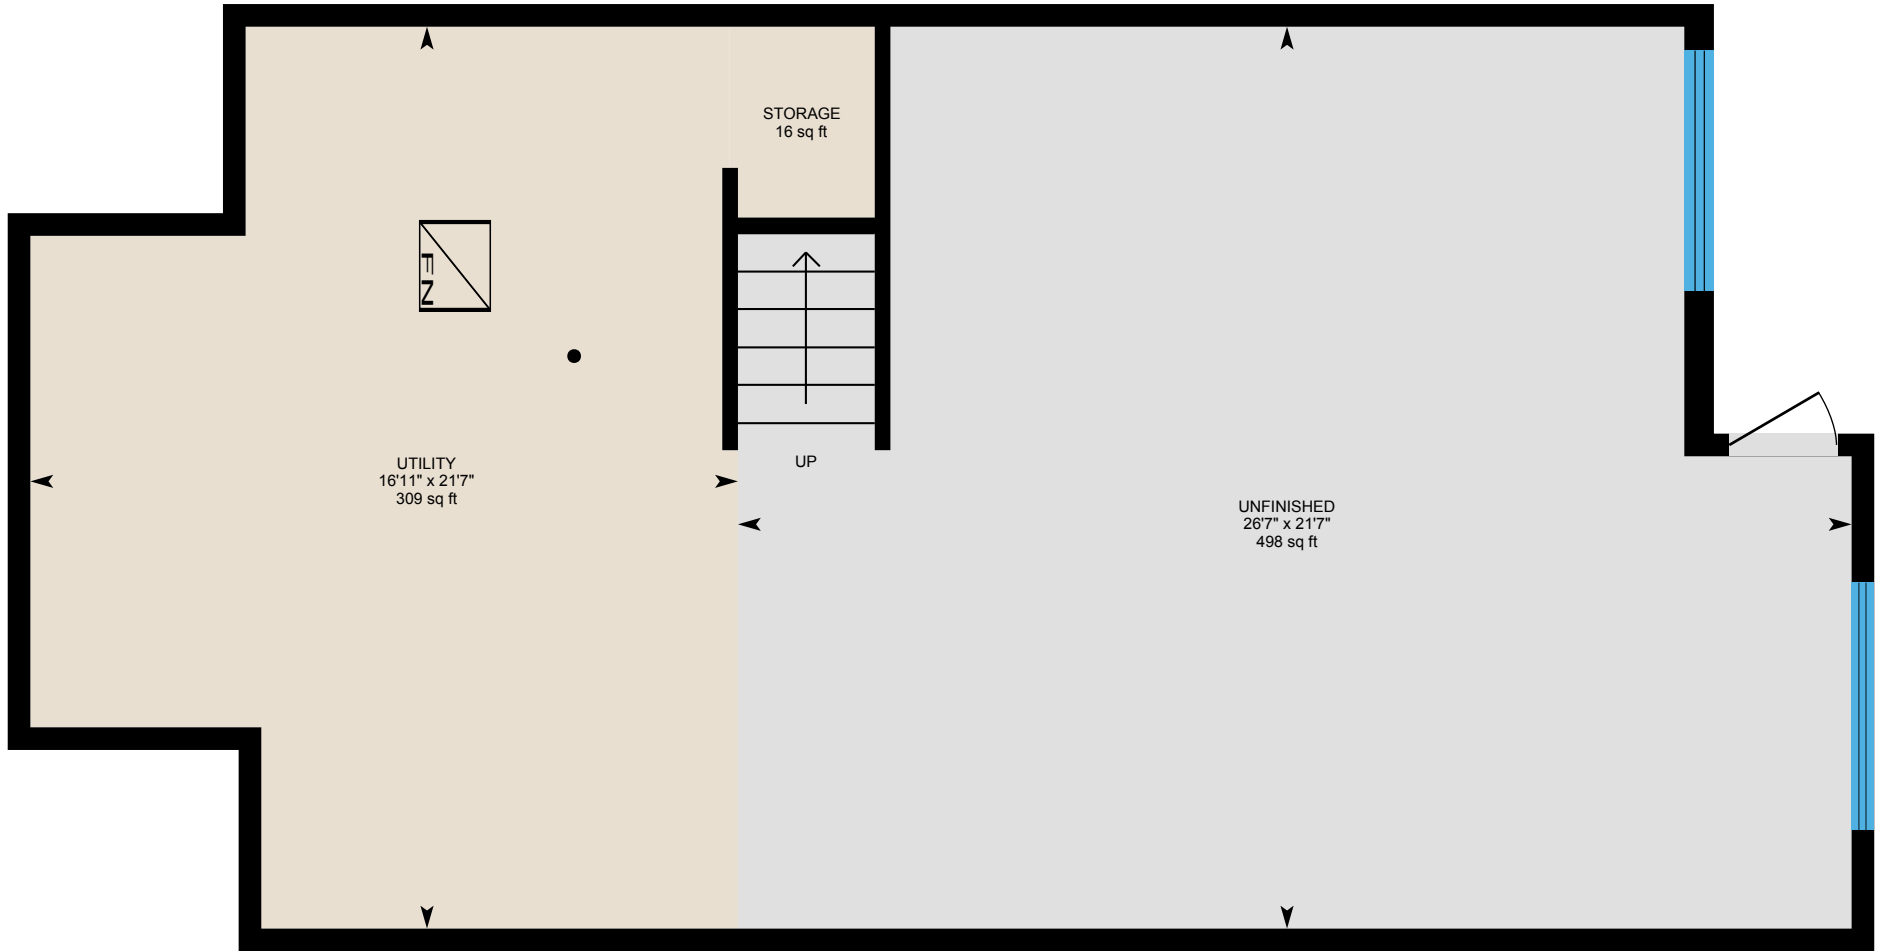 STORAGE
16 sq ft
FN
UTILITY
16'11" x 21'7"
309 sq ft
UP
UNFINISHED
26'7" x 21'7"
498 sq ft